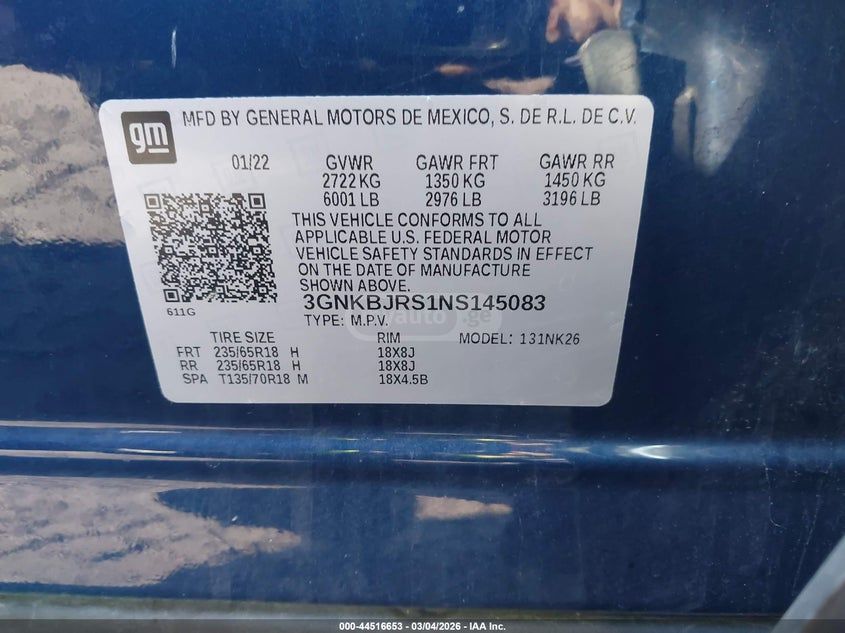 gm
MFD BY GENERAL MOTORS DE MEXICO, S. DE R.L. DE C.V.
01/22 GVWR GAWR FRT GAWR RR
2722 KG 1350 KG 1450 KG
6001 LB 2976 LB 3196 LB
THIS VEHICLE CONFORMS TO ALL
APPLICABLE U.S. FEDERAL MOTOR
VEHICLE SAFETY STANDARDS IN EFFECT
ON THE DATE OF MANUFACTURE
SHOWN ABOVE.
3GNKBJRS1NS145083
611G
TYPE: M.P.V.
TIRE SIZE RIM MODEL: 131NK26
FRT 235/65R18 H 18X8J
RR 235/65R18 H 18X8J
SPA T135/70R18 M 18X4.5B
000-44516653 - 03/04/2026 - IAA Inc.